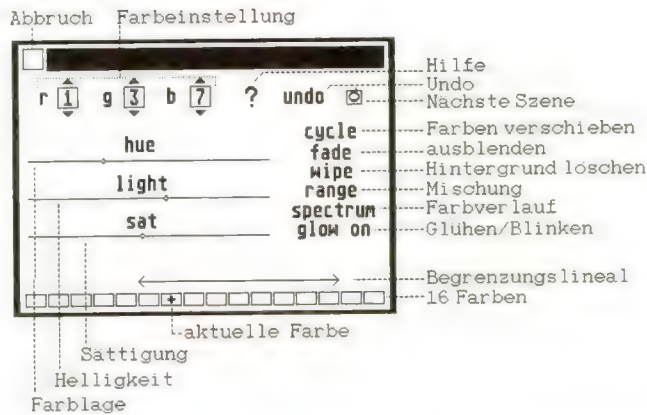 Abbruch Farbeinstellung
Hilfe
r 1 g 3 b 7 ? undo
Undo
Nächste Szene
cycle Farben verschieben
hue
fade ausblenden
wipe Hintergrund löschen
light
range Mischung
spectrum Farbverlauf
sat
glow on Glühen/Blinken
Begrenzungslineal
+ 16 Farben
aktuelle Farbe
Sättigung
Helligkeit
Farblage